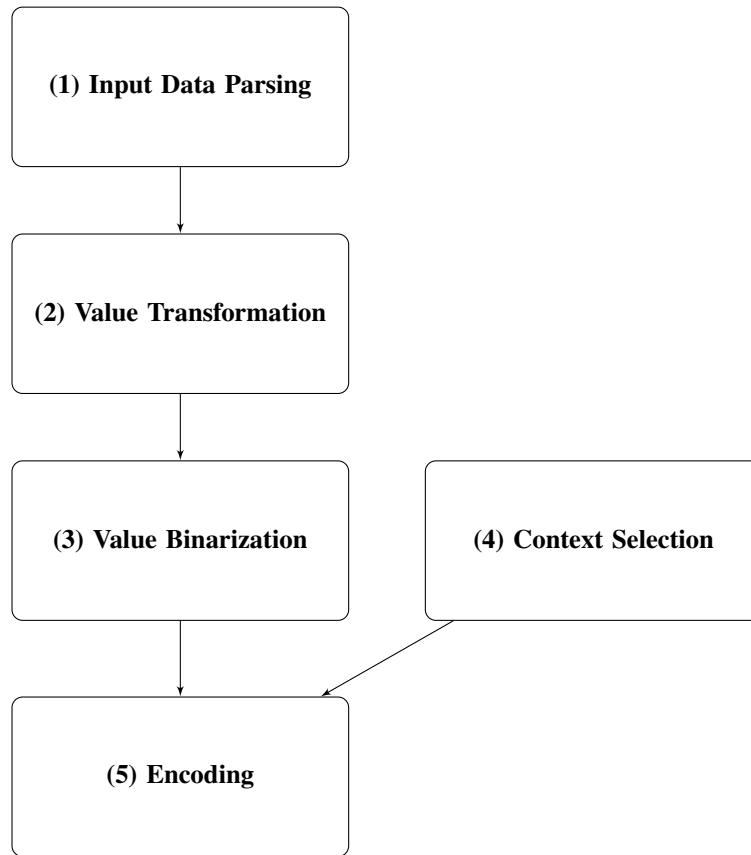 (1) Input Data Parsing
(2) Value Transformation
(3) Value Binarization
(4) Context Selection
(5) Encoding